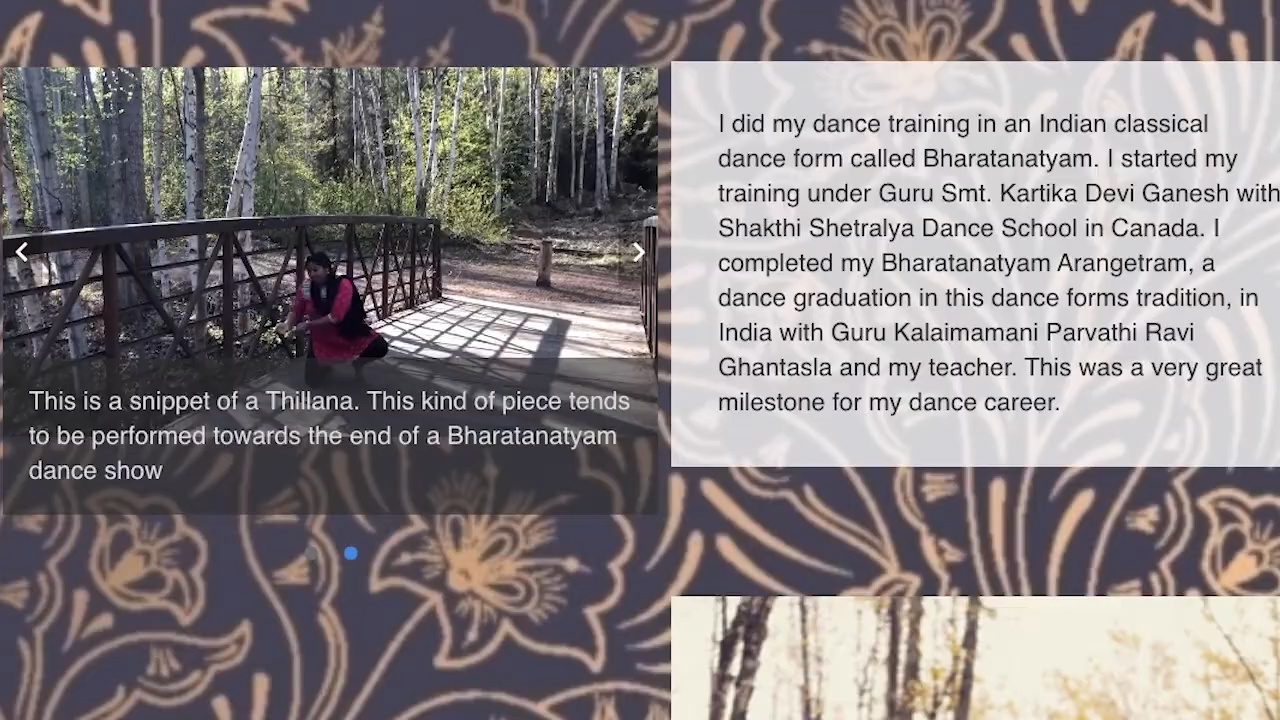 This is a snippet of a Thillana. This kind of piece tends
to be performed towards the end of a Bharatanatyam
dance show
I did my dance training in an Indian classical
dance form called Bharatanatyam. I started my
training under Guru Smt. Kartika Devi Ganesh with
Shakthi Shetralya Dance School in Canada. I
completed my Bharatanatyam Arangetram, a
dance graduation in this dance forms tradition, in
India with Guru Kalaimamani Parvathi Ravi
Ghantasla and my teacher. This was a very great
milestone for my dance career.